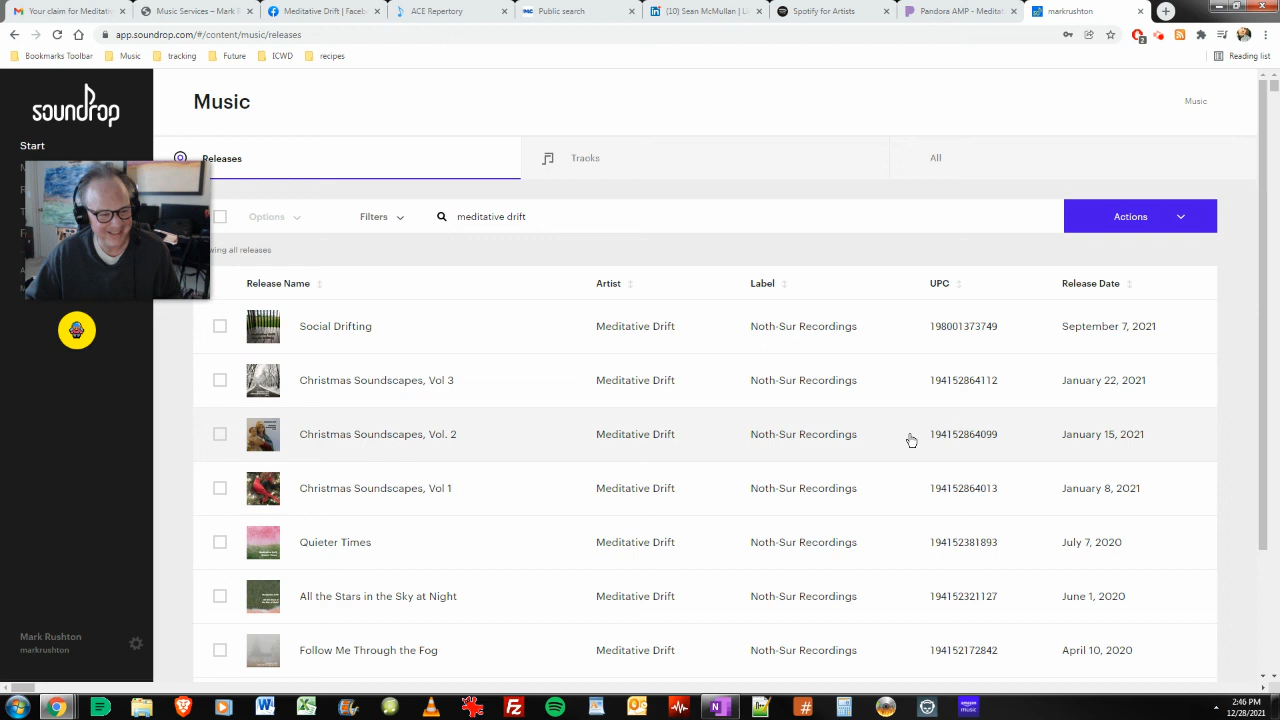 Your claim for Meditativ
Music Services – Mark R
Meditative Drift | Faceb
ACE Repertory
Public search
(10) Sean McMullan | Li
Spotify for Artists
Pandora AMP - M
markrushton
app.soundrop.com/#/content/music/releases
2
Bookmarks Toolbar
Music
tracking
Future
ICWD
recipes
Reading list
soundrop
Start
Music
Music
Releases
Tracks
All
Options
Filters
meditative drift
Actions
wing all releases
Release Name
Artist
Label
UPC
Release Date
Social Drifting
Meditative Drift
Noth-Sur Recordings
September 7, 2021
Christmas Soundscapes, Vol 3
Meditative Drift
Noth-Sur Recordings
194152864112
January 22, 2021
Christmas Soundscapes, Vol. 2
Meditative Drift
Noth-Sur Recordings
194152864099
January 15, 2021
Christmas Soundscapes, Vol 1
Meditative Drift
Noth-Sur Recordings
194152864013
January 8, 2021
Quieter Times
Meditative Drift
Noth-Sur Recordings
194152381893
July 7, 2020
All the Stars in the Sky at Night
Meditative Drift
Noth-Sur Recordings
194152321127
June 1, 2020
Follow Me Through the Fog
Meditative Drift
Noth-Sur Recordings
194152172842
April 10, 2020
Mark Rushton
markrushton
2:46 PM
12/28/2021